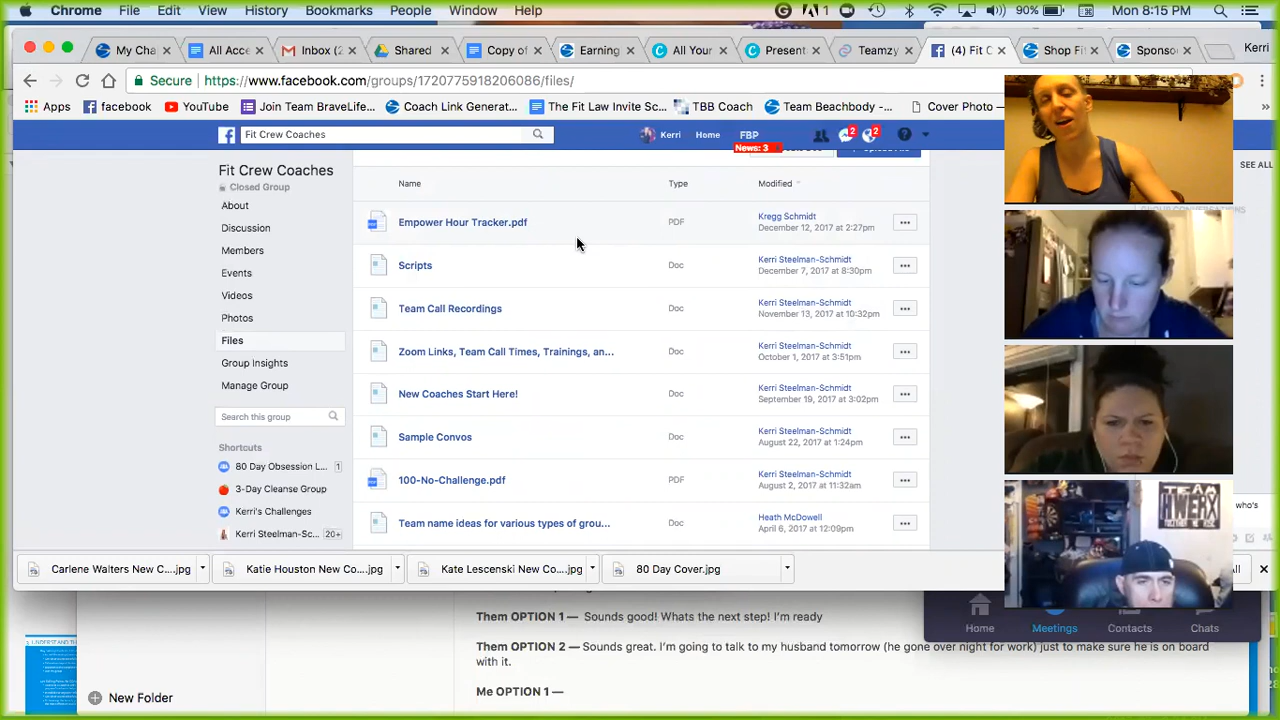 Chrome File Edit View History Bookmarks People Window Help 1 90% Mon 8:15 PM
My Cha All Acce Gmail Inbox (2 Shared Copy of Earning All Your Present Teamzy (4) Fit C Shop Fit Sponso Kerri
Secure https://www.facebook.com/groups/1720775918206086/files/
Apps facebook YouTube Join Team BraveLife... Coach Link Generat... The Fit Law Invite Sc... TBB Coach Team Beachbody -... Cover Photo
Fit Crew Coaches Kerri Home FBP 2 2
News: 3
SEE ALL
Fit Crew Coaches
Closed Group
About
Discussion
Members
Events
Videos
Photos
Files
Group Insights
Manage Group
Search this group
Shortcuts
80 Day Obsession L... 1
3-Day Cleanse Group
Kerri's Challenges
Kerri Steelman-Sc... 20+
Name Type Modified
Empower Hour Tracker.pdf PDF Kregg Schmidt
December 12, 2017 at 2:27pm
Scripts Doc Kerri Steelman-Schmidt
December 7, 2017 at 8:30pm
Team Call Recordings Doc Kerri Steelman-Schmidt
November 13, 2017 at 10:32pm
Zoom Links, Team Call Times, Trainings, an... Doc Kerri Steelman-Schmidt
October 1, 2017 at 3:51pm
New Coaches Start Here! Doc Kerri Steelman-Schmidt
September 19, 2017 at 3:02pm
Sample Convos Doc Kerri Steelman-Schmidt
August 22, 2017 at 1:24pm
100-No-Challenge.pdf PDF Kerri Steelman-Schmidt
August 2, 2017 at 11:32am
Team name ideas for various types of grou... Doc Heath McDowell
April 6, 2017 at 12:09pm
TEAM
HWERX
TOGETHER WE RISE
who's
Carlene Walters New C....jpg Katie Houston New Co....jpg Kate Lescenski New Co....jpg 80 Day Cover.jpg All
Home Meetings Contacts Chats
Them OPTION 1 — Sounds good! Whats the next step! I'm ready
Them OPTION 2 — Sounds great. I'm going to talk to my husband tomorrow (he go over night for work) just to make sure he is on board
with it.
Me OPTION 1 —
New Folder